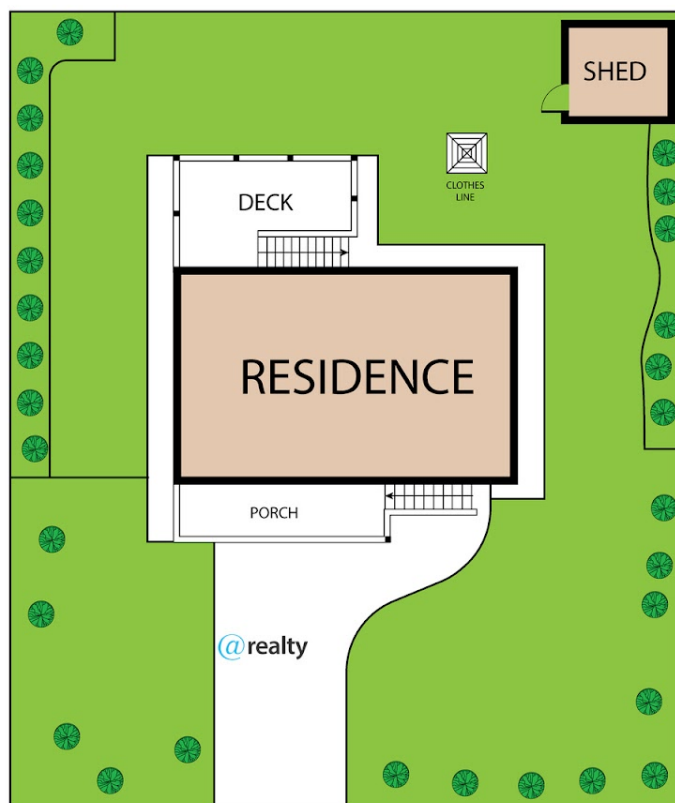 SHED
CLOTHES
LINE
DECK
RESIDENCE
PORCH
@realty